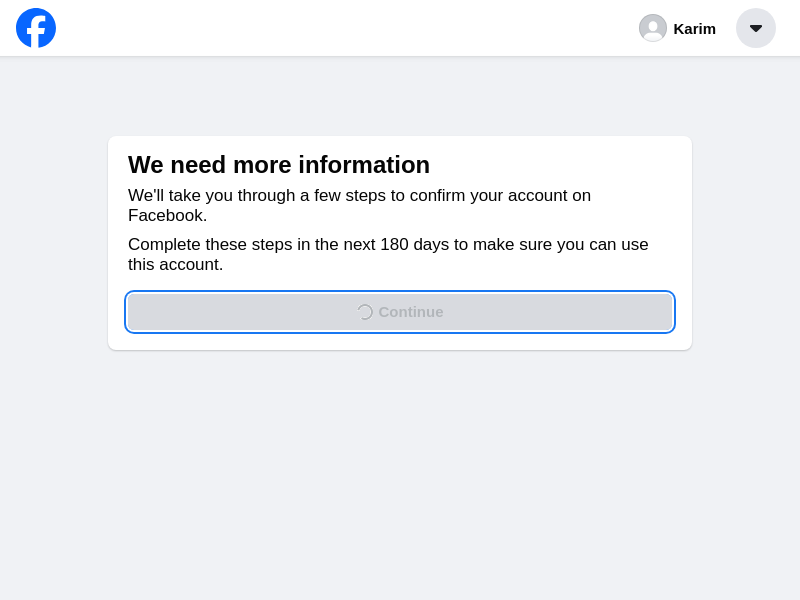 Karim
We need more information
We'll take you through a few steps to confirm your account on
Facebook.
Complete these steps in the next 180 days to make sure you can use
this account.
Continue